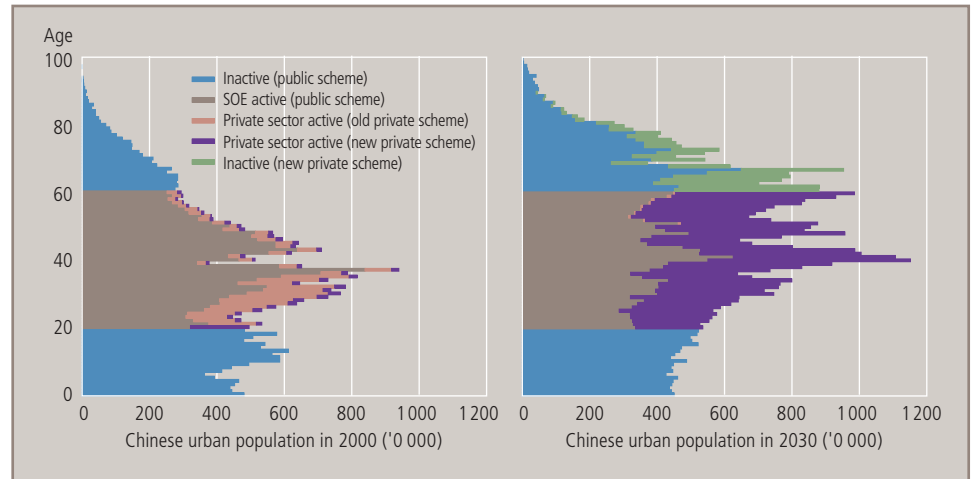 Age
100
80
60
40
20
0
Inactive (public scheme)
SOE active (public scheme)
Private sector active (old private scheme)
Private sector active (new private scheme)
Inactive (new private scheme)
0 200 400 600 800 1000 1200
Chinese urban population in 2000 ('0 000)
0 200 400 600 800 1000 1200
Chinese urban population in 2030 ('0 000)